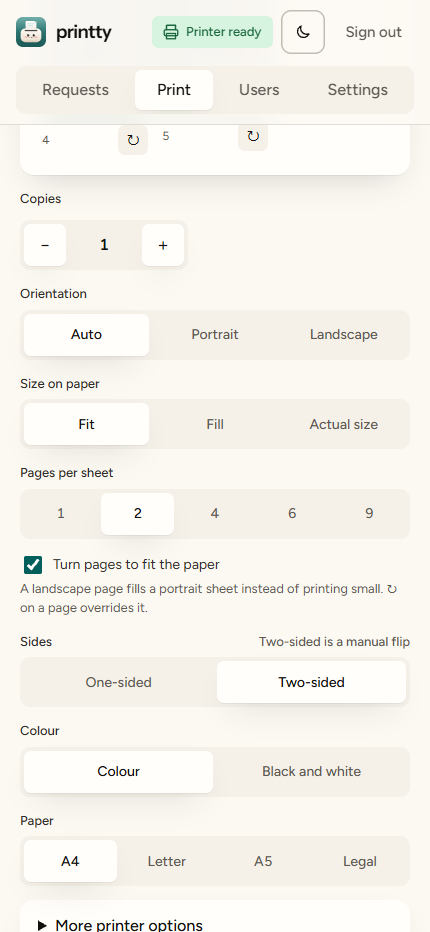 printty
Printer ready
Sign out
Requests
Print
Users
Settings
4
5
Copies
1
Orientation
Auto
Portrait
Landscape
Size on paper
Fit
Fill
Actual size
Pages per sheet
1
2
4
6
9
Turn pages to fit the paper
A landscape page fills a portrait sheet instead of printing small. ↻
on a page overrides it.
Sides
Two-sided is a manual flip
One-sided
Two-sided
Colour
Colour
Black and white
Paper
A4
Letter
A5
Legal
More printer options